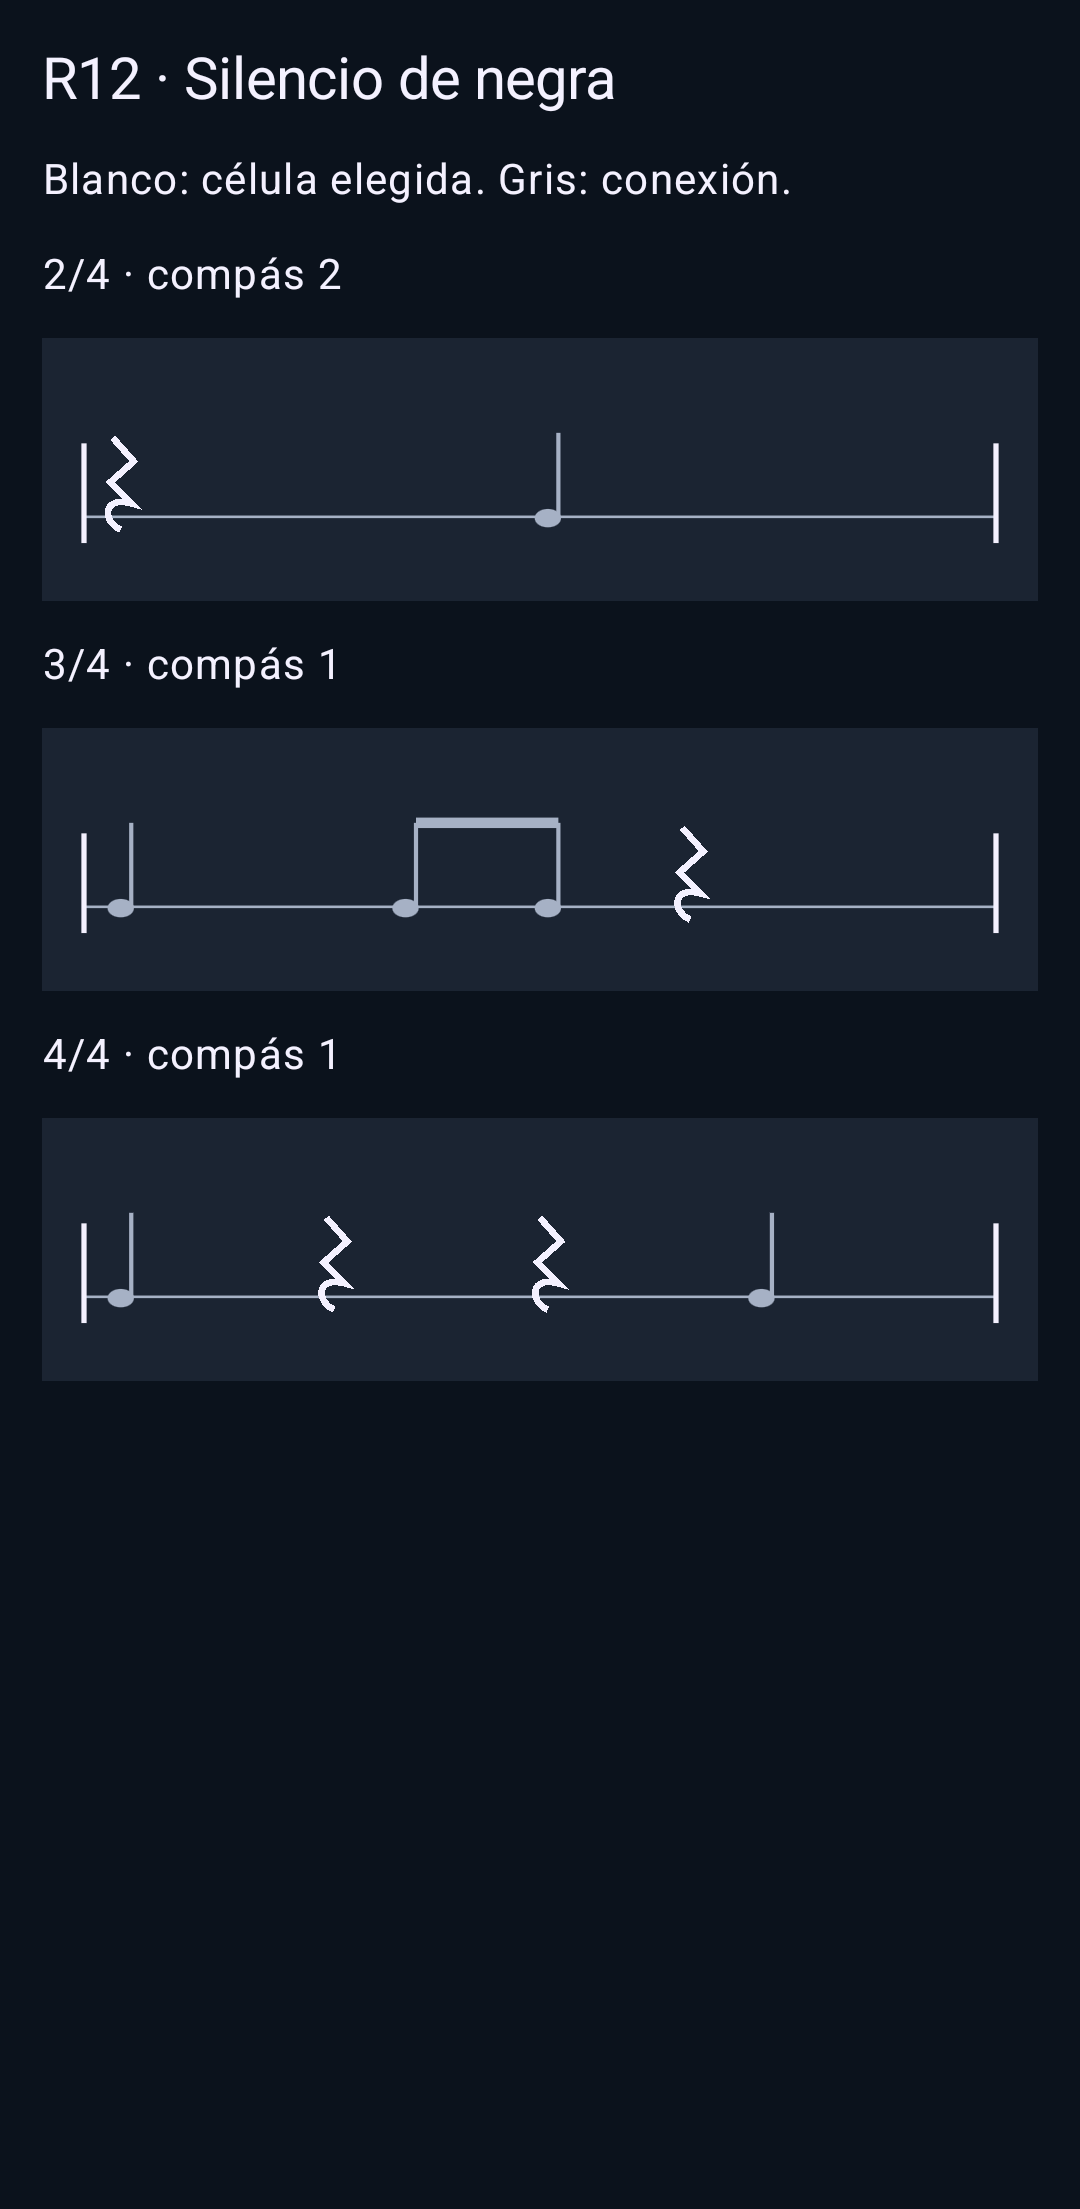 R12 · Silencio de negra
Blanco: célula elegida. Gris: conexión.
2/4 · compás 2
3/4 · compás 1
4/4 · compás 1